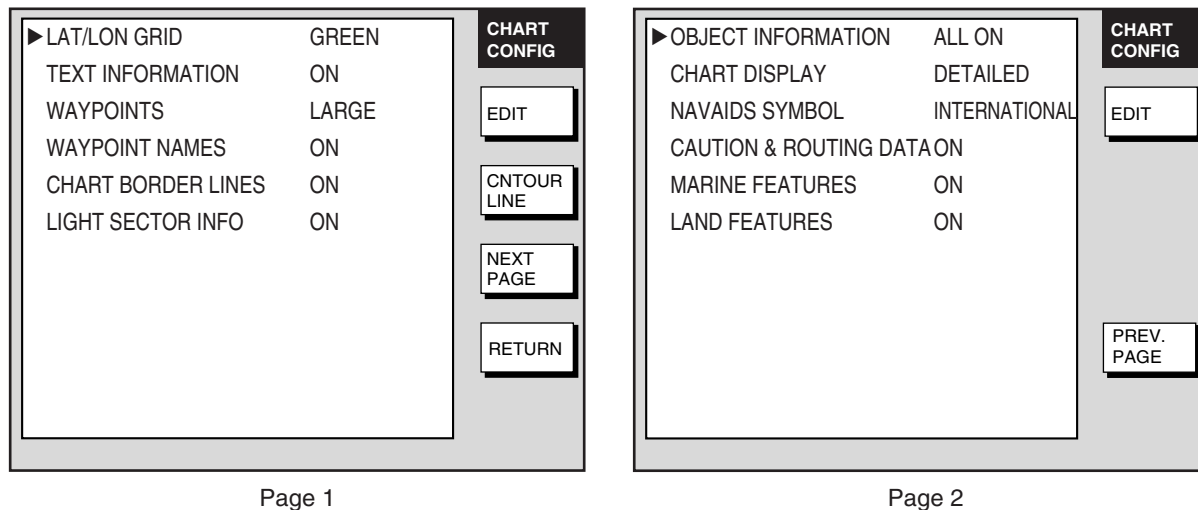 LAT/LON GRID GREEN
TEXT INFORMATION ON
WAYPOINTS LARGE
WAYPOINT NAMES ON
CHART BORDER LINES ON
LIGHT SECTOR INFO ON
CHART
CONFIG
EDIT
CNTOUR
LINE
NEXT
PAGE
RETURN
Page 1
OBJECT INFORMATION ALL ON
CHART DISPLAY DETAILED
NAVAIDS SYMBOL INTERNATIONAL
CAUTION & ROUTING DATA ON
MARINE FEATURES ON
LAND FEATURES ON
CHART
CONFIG
EDIT
PREV.
PAGE
Page 2